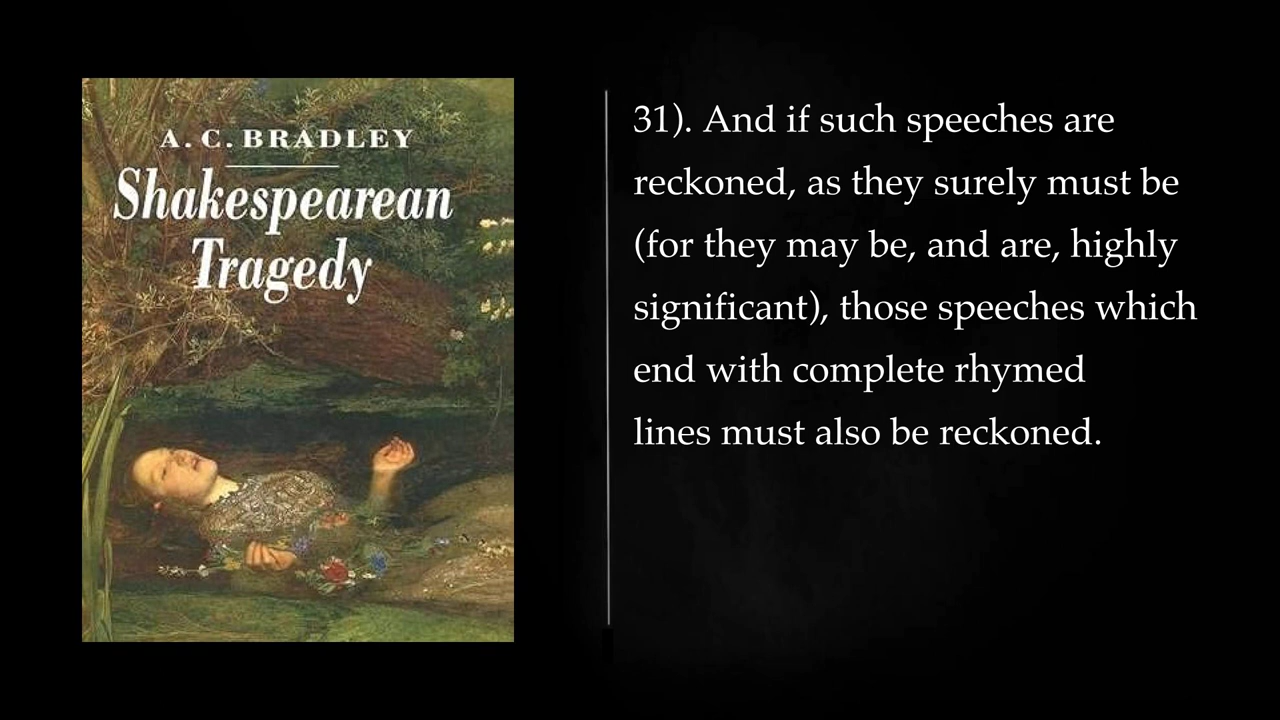 A. C. BRADLEY
Shakespearean
Tragedy
31). And if such speeches are
reckoned, as they surely must be
(for they may be, and are, highly
significant), those speeches which
end with complete rhymed
lines must also be reckoned.